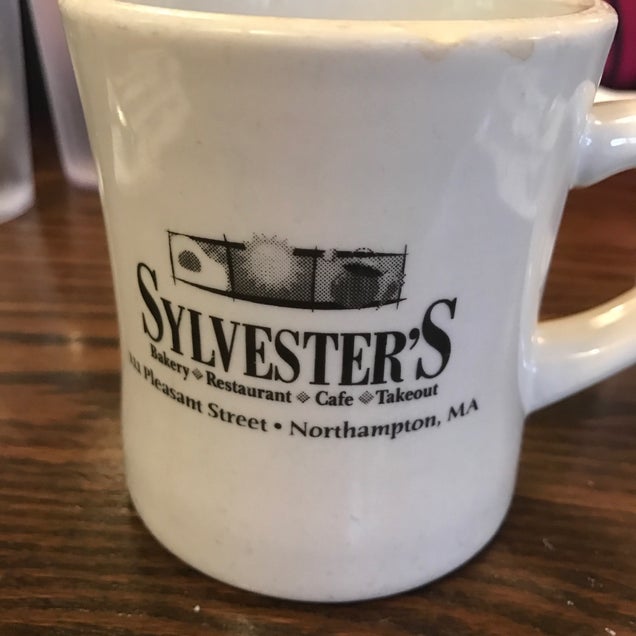 SYLVESTER'S
Bakery ❖ Restaurant ❖ Cafe ❖ Takeout
Pleasant Street • Northampton, MA